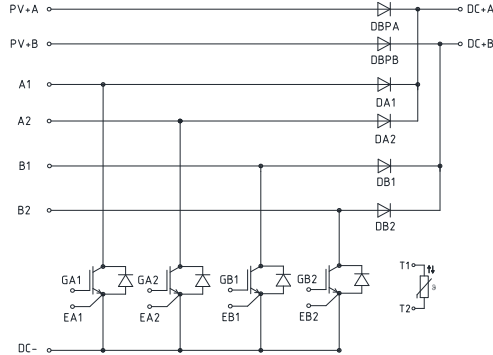 PV+A DC+A
DBPA
PV+B DC+B
DBPB
A1
DA1
A2
DA2
B1
DB1
B2
DB2
GA1 GA2 GB1 GB2 T1
ϑ
EA1 EA2 EB1 EB2 T2
DC-